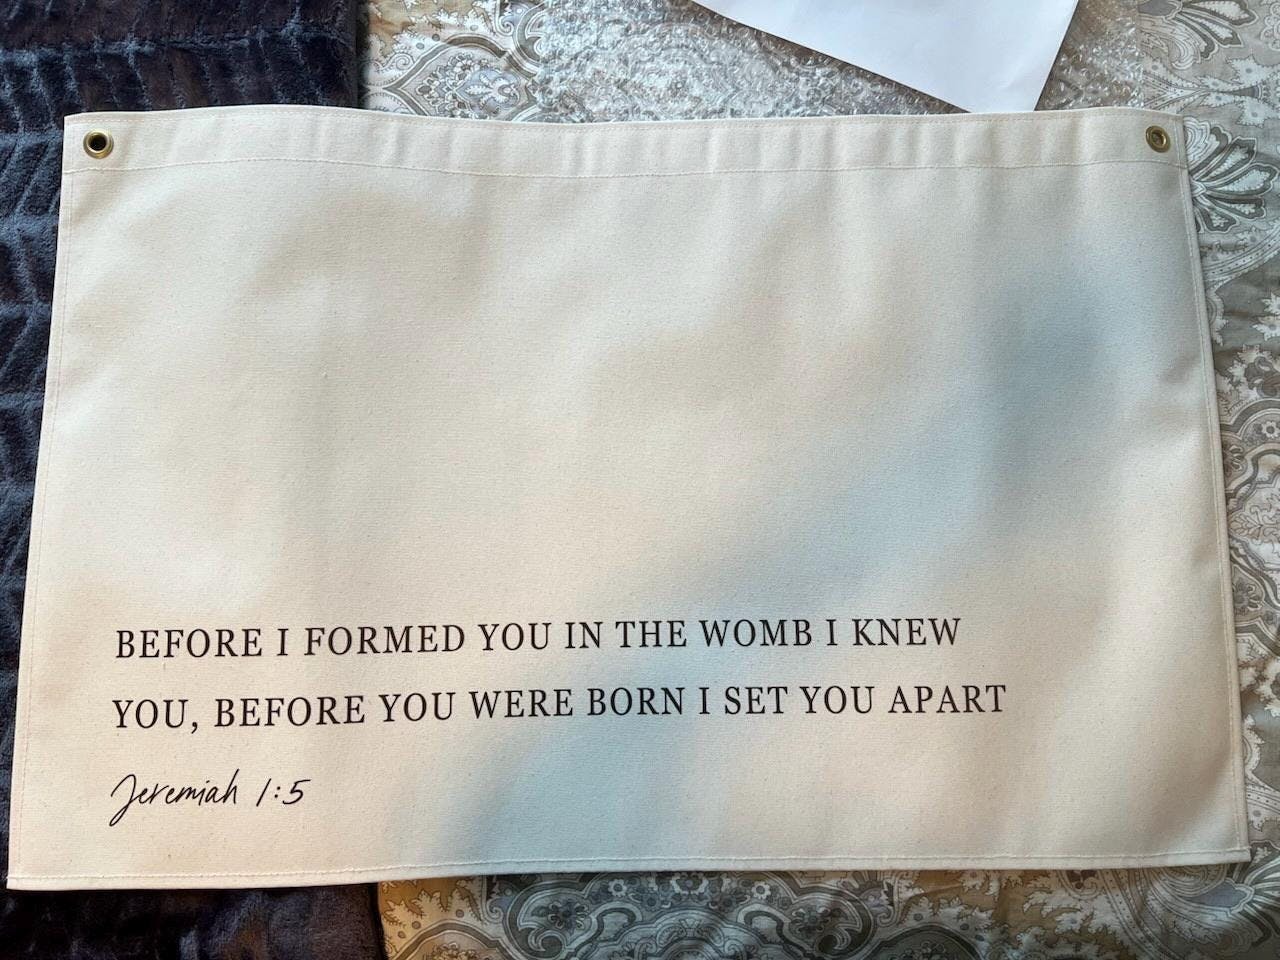 BEFORE I FORMED YOU IN THE WOMB I KNEW
YOU, BEFORE YOU WERE BORN I SET YOU APART
Jeremiah 1:5